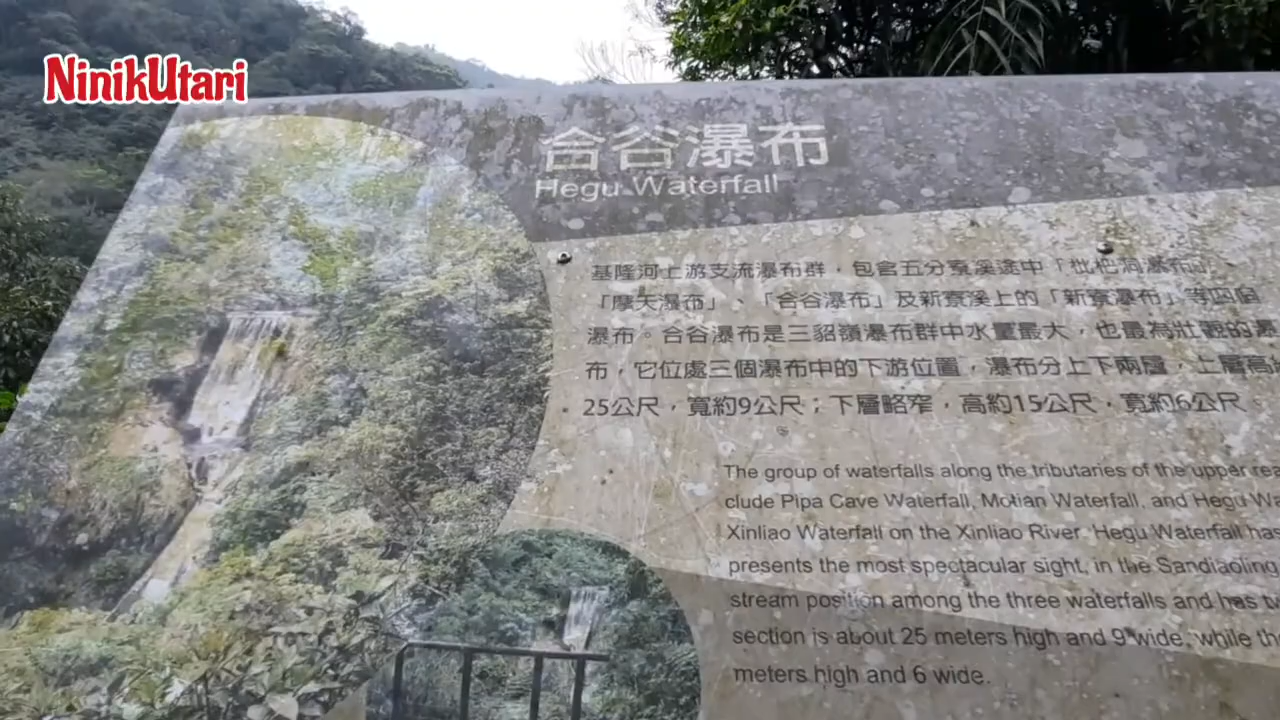 NinikUtari
合谷瀑布
Hegu Waterfall
基隆河上游支流瀑布群，包含五分寮溪途中「枇杷洞瀑布」
「摩天瀑布」、「合谷瀑布」及新寮溪上的「新寮瀑布」等四個
瀑布。合谷瀑布是三貂嶺瀑布群中水量最大，也最為壯觀的瀑
布，它位處三個瀑布中的下游位置，瀑布分上下兩層，上層高約
25公尺，寬約9公尺；下層略窄，高約15公尺，寬約6公尺。
The group of waterfalls along the tributaries of the upper rea
clude Pipa Cave Waterfall, Motian Waterfall, and Hegu Wa
Xinliao Waterfall on the Xinliao River. Hegu Waterfall has
presents the most spectacular sight, in the Sandiaoling
stream position among the three waterfalls and has t
section is about 25 meters high and 9 wide, while th
meters high and 6 wide.